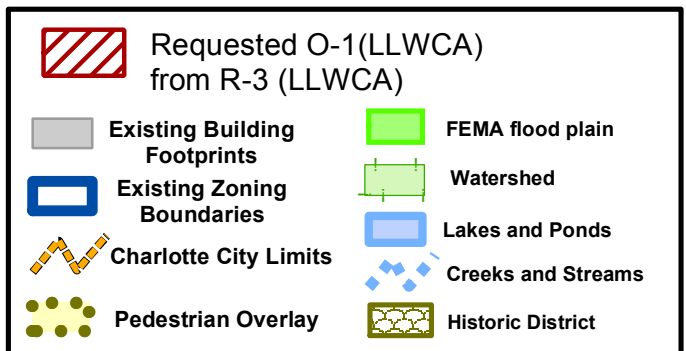 Requested O-1(LLWCA)
from R-3 (LLWCA)
Existing Building
Footprints
Existing Zoning
Boundaries
Charlotte City Limits
Pedestrian Overlay
FEMA flood plain
Watershed
Lakes and Ponds
Creeks and Streams
Historic District